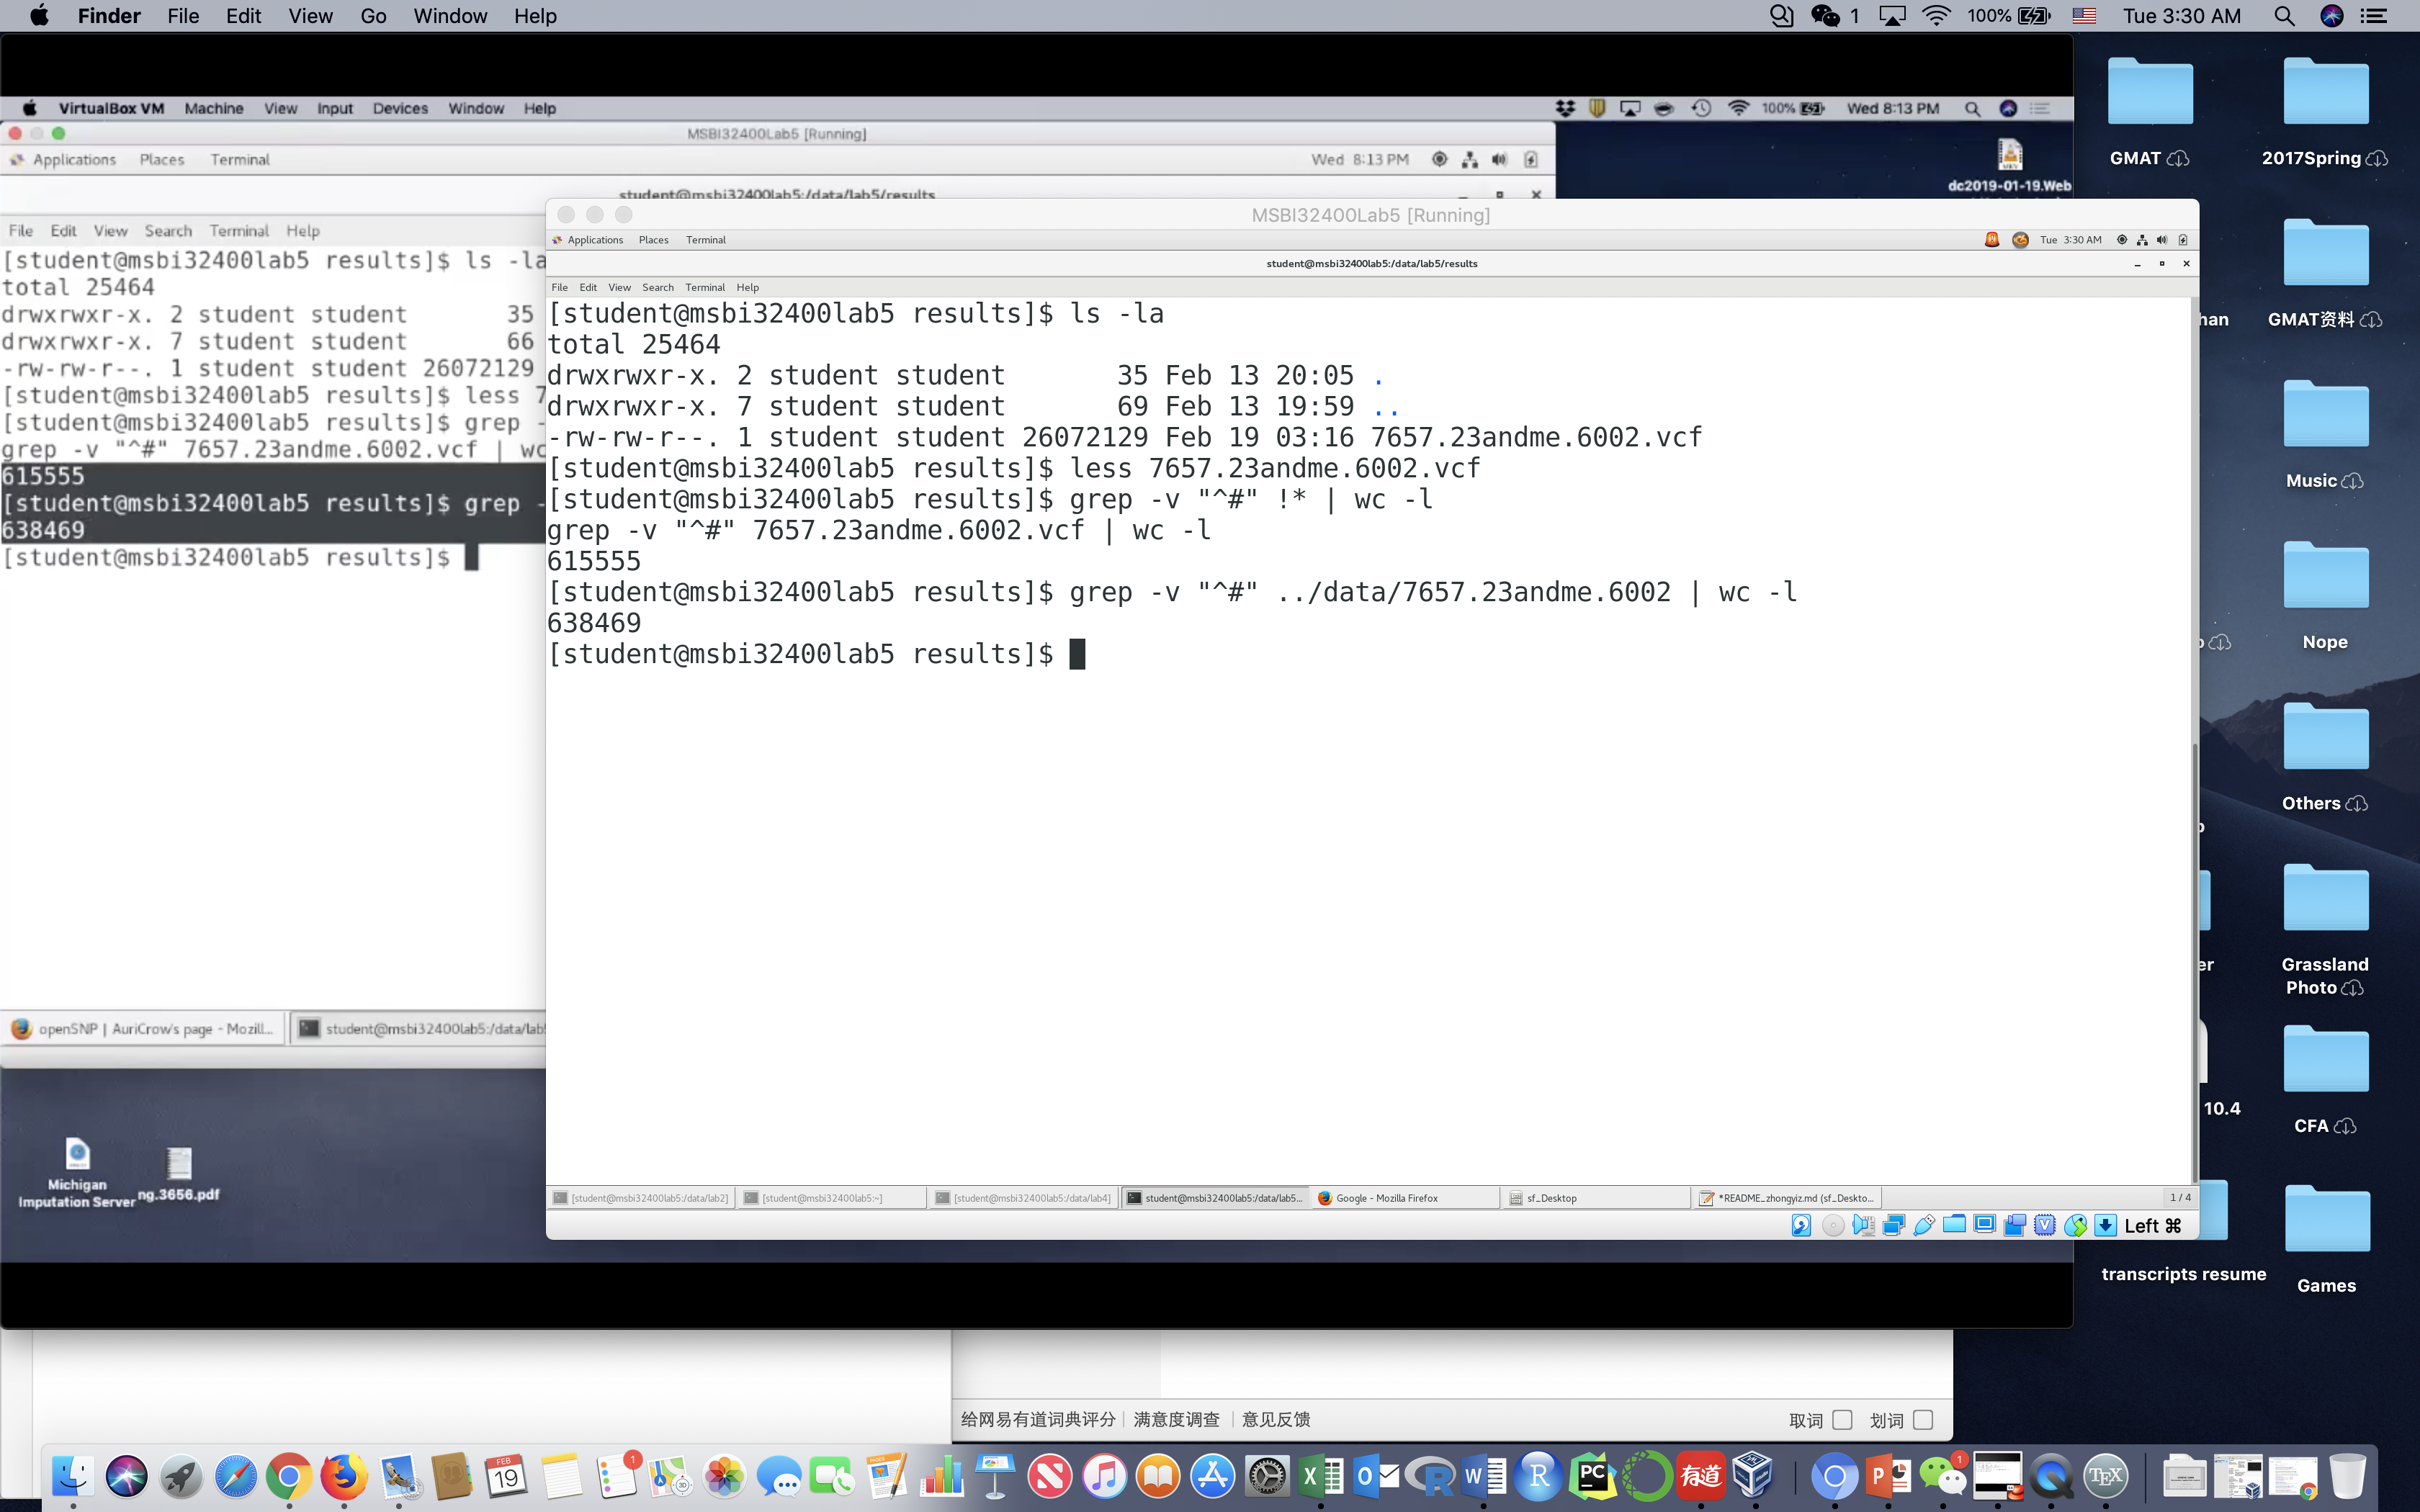 Finder File Edit View Go Window Help 1 100% Tue 3:30 AM
VirtualBox VM Machine View Input Devices Window Help 100% Wed 8:13 PM
MSBI32400Lab5 [Running]
Applications Places Terminal Wed 8:13 PM
student@msbi32400lab5:/data/lab5/results
File Edit View Search Terminal Help
[student@msbi32400lab5 results]$ ls -la
total 25464
drwxrwxr-x. 2 student student 35
drwxrwxr-x. 7 student student 66
-rw-rw-r--. 1 student student 26072129
[student@msbi32400lab5 results]$ less 7
[student@msbi32400lab5 results]$ grep -
grep -v "^#" 7657.23andme.6002.vcf | wc
615555
[student@msbi32400lab5 results]$ grep -
638469
[student@msbi32400lab5 results]$
openSNP | AuriCrow's page - Mozill... student@msbi32400lab5:/data/lab
Michigan
Imputation Server
ng.3656.pdf
dc2019-01-19.Web
MSBI32400Lab5 [Running]
Applications Places Terminal Tue 3:30 AM
student@msbi32400lab5:/data/lab5/results
File Edit View Search Terminal Help
[student@msbi32400lab5 results]$ ls -la
total 25464
drwxrwxr-x. 2 student student 35 Feb 13 20:05 .
drwxrwxr-x. 7 student student 69 Feb 13 19:59 ..
-rw-rw-r--. 1 student student 26072129 Feb 19 03:16 7657.23andme.6002.vcf
[student@msbi32400lab5 results]$ less 7657.23andme.6002.vcf
[student@msbi32400lab5 results]$ grep -v "^#" !* | wc -l
grep -v "^#" 7657.23andme.6002.vcf | wc -l
615555
[student@msbi32400lab5 results]$ grep -v "^#" ../data/7657.23andme.6002 | wc -l
638469
[student@msbi32400lab5 results]$
[student@msbi32400lab5:/data/lab2] [student@msbi32400lab5:~] [student@msbi32400lab5:/data/lab4] student@msbi32400lab5:/data/lab5... Google - Mozilla Firefox sf_Desktop *README_zhongyiz.md (sf_Deskto... 1 / 4
Left ⌘
GMAT
2017Spring
han
GMAT资料
Music
Nope
Others
er
Grassland
Photo
10.4
CFA
transcripts resume
Games
给网易有道词典评分 满意度调查 意见反馈 取词 划词
FEB
19
1
3D
X
O
R
W
R
PC
有道
P
1
TEX